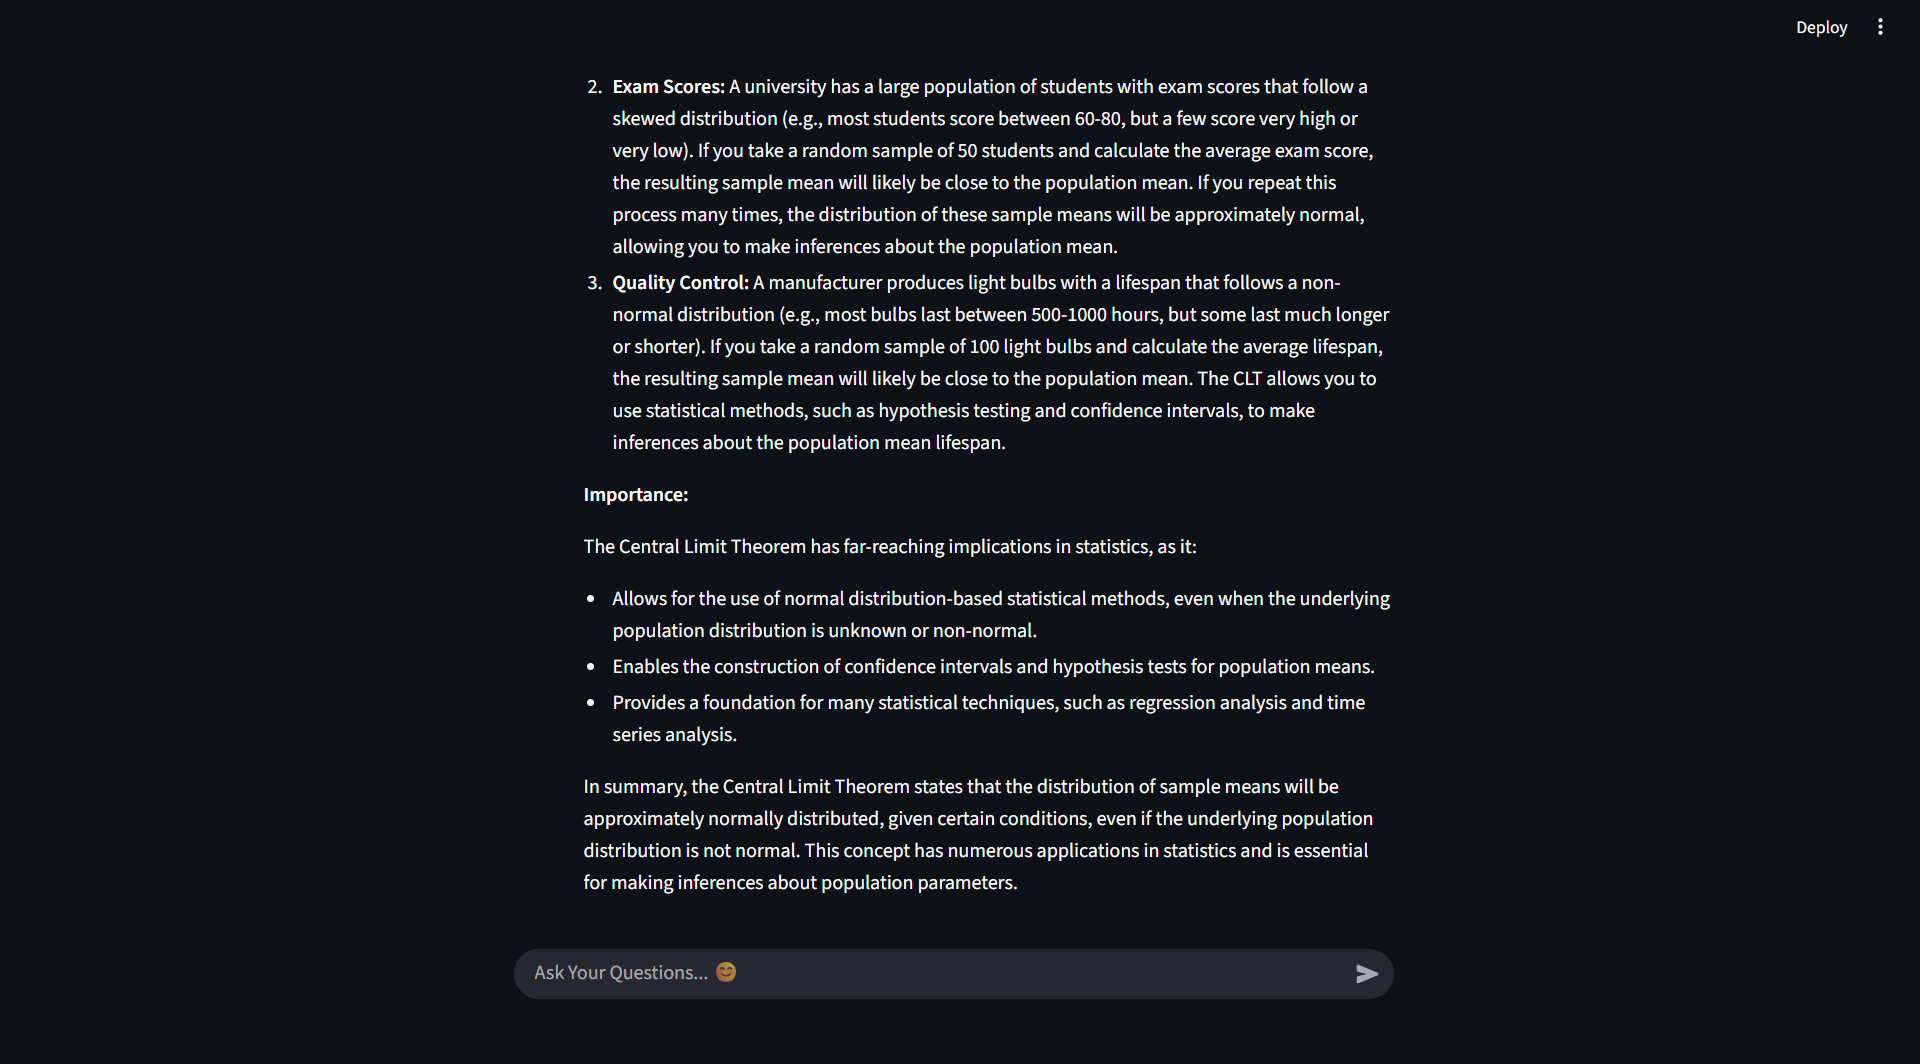 Deploy
2. Exam Scores: A university has a large population of students with exam scores that follow a
skewed distribution (e.g., most students score between 60-80, but a few score very high or
very low). If you take a random sample of 50 students and calculate the average exam score,
the resulting sample mean will likely be close to the population mean. If you repeat this
process many times, the distribution of these sample means will be approximately normal,
allowing you to make inferences about the population mean.
3. Quality Control: A manufacturer produces light bulbs with a lifespan that follows a non-
normal distribution (e.g., most bulbs last between 500-1000 hours, but some last much longer
or shorter). If you take a random sample of 100 light bulbs and calculate the average lifespan,
the resulting sample mean will likely be close to the population mean. The CLT allows you to
use statistical methods, such as hypothesis testing and confidence intervals, to make
inferences about the population mean lifespan.
Importance:
The Central Limit Theorem has far-reaching implications in statistics, as it:
• Allows for the use of normal distribution-based statistical methods, even when the underlying
population distribution is unknown or non-normal.
• Enables the construction of confidence intervals and hypothesis tests for population means.
• Provides a foundation for many statistical techniques, such as regression analysis and time
series analysis.
In summary, the Central Limit Theorem states that the distribution of sample means will be
approximately normally distributed, given certain conditions, even if the underlying population
distribution is not normal. This concept has numerous applications in statistics and is essential
for making inferences about population parameters.
Ask Your Questions... 😊